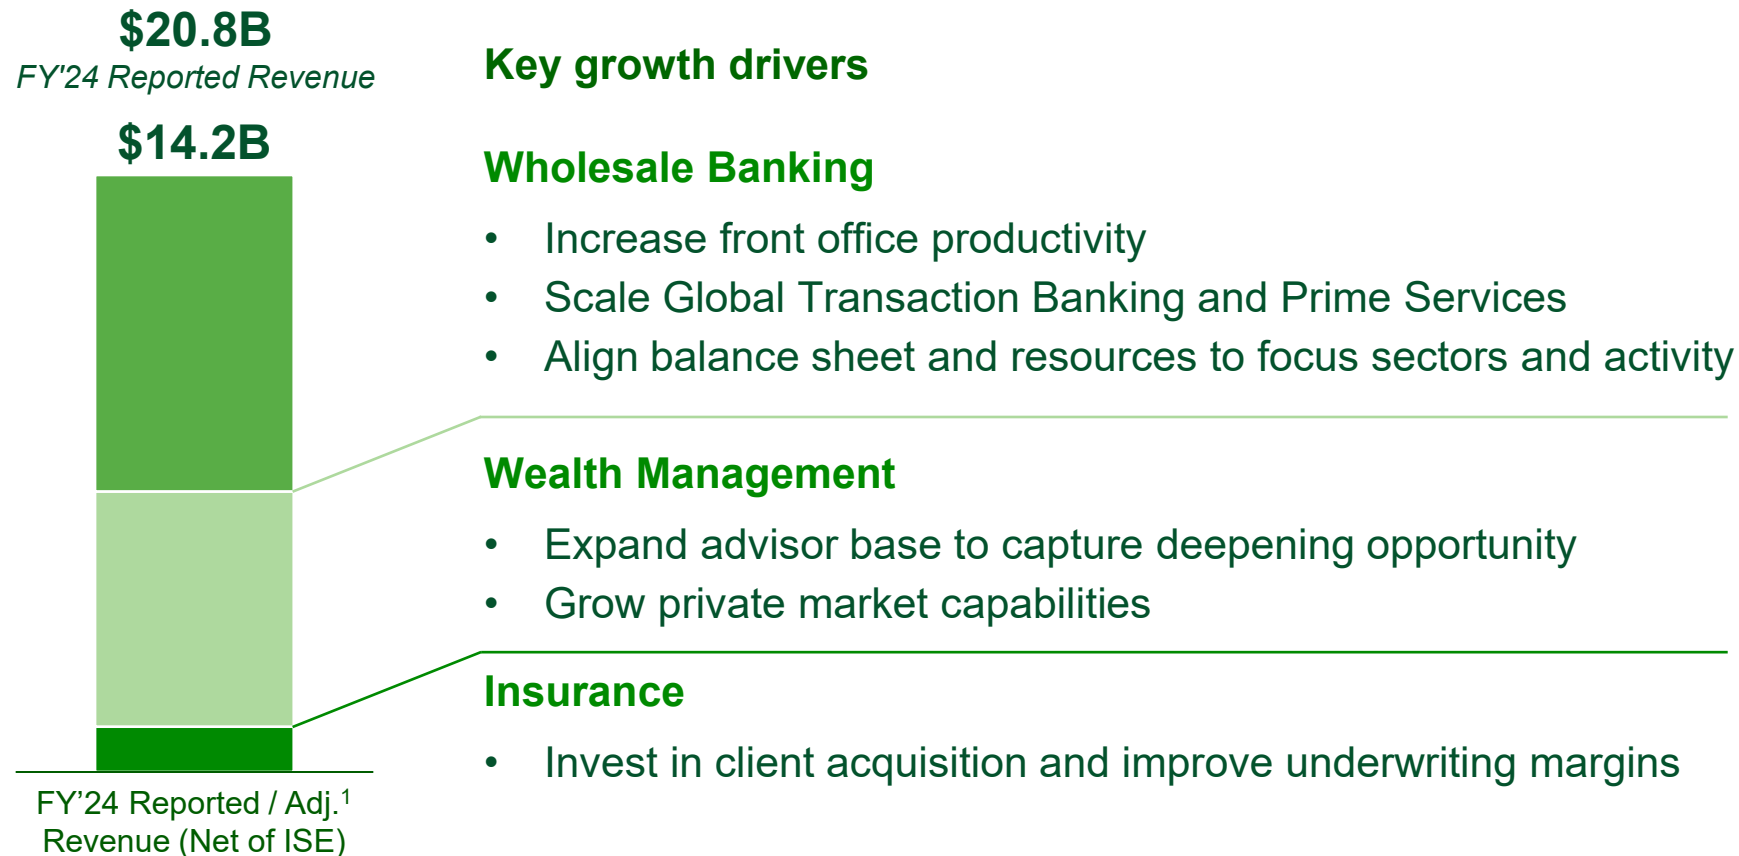 $20.8B
FY'24 Reported Revenue
$14.2B
FY’24 Reported / Adj.¹
Revenue (Net of ISE)
Key growth drivers
Wholesale Banking
• Increase front office productivity
• Scale Global Transaction Banking and Prime Services
• Align balance sheet and resources to focus sectors and activity
Wealth Management
• Expand advisor base to capture deepening opportunity
• Grow private market capabilities
Insurance
• Invest in client acquisition and improve underwriting margins